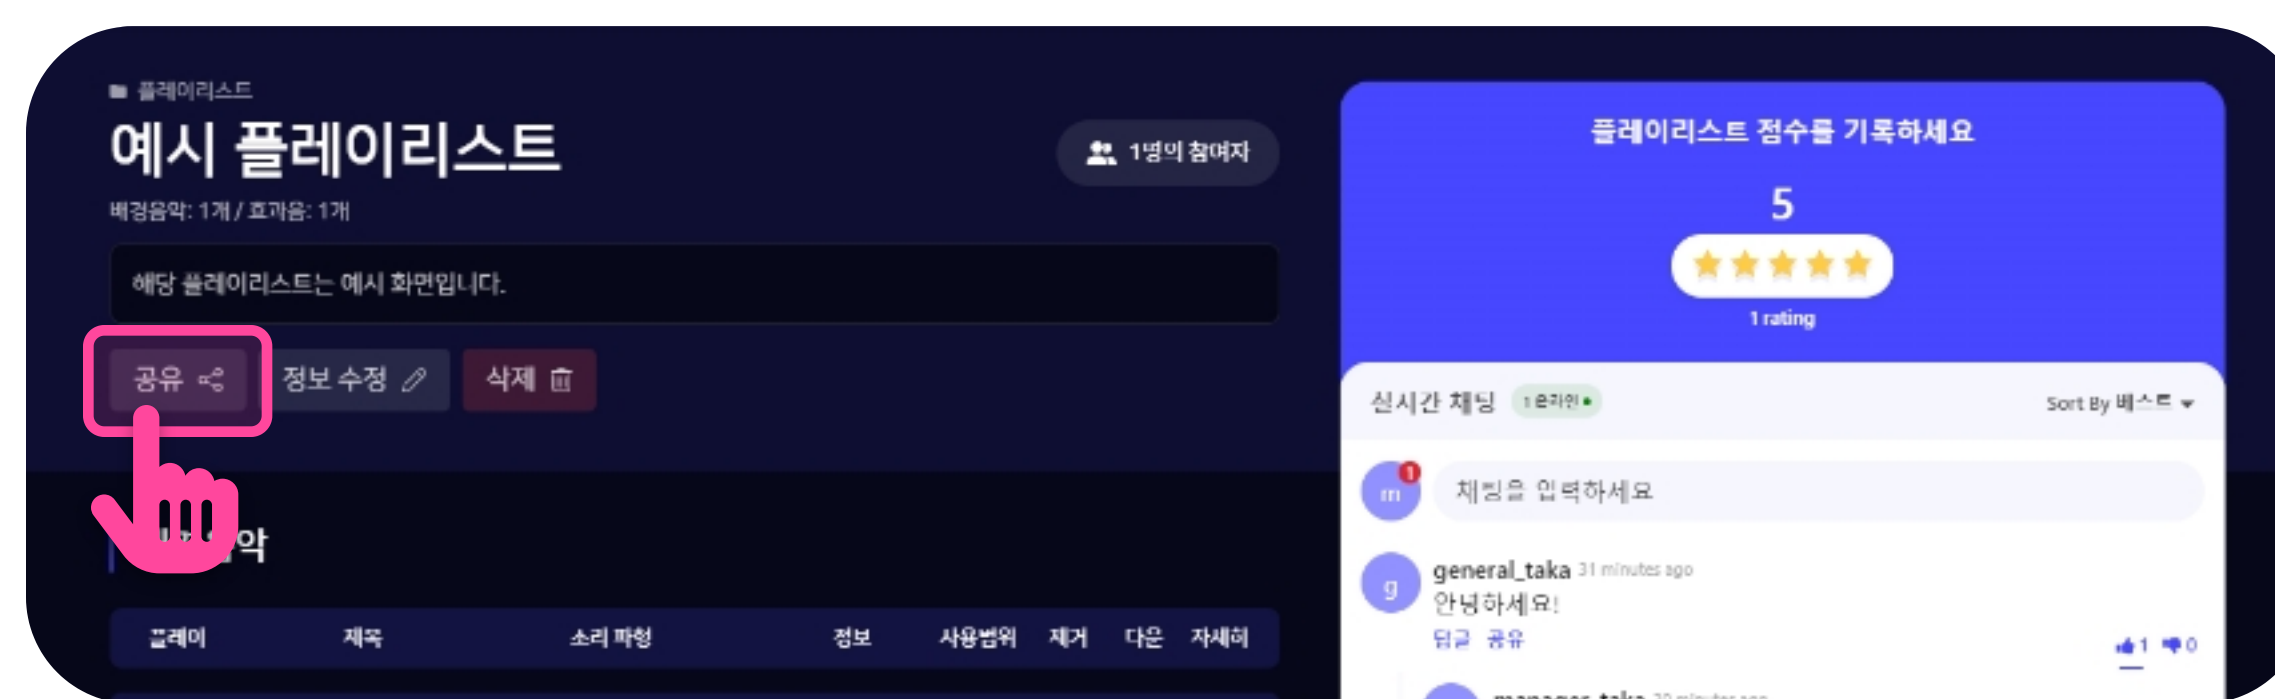 플레이리스트
예시 플레이리스트
1명의 참여자
배경음악: 1개 / 효과음: 1개
해당 플레이리스트는 예시 화면입니다.
공유
정보 수정
삭제
악
플레이 제목 소리 파형 정보 사용범위 제거 다운 자세히
플레이리스트 점수를 기록하세요
5
1 rating
실시간 채팅 1 온라인 Sort By 베스트
m 1 채팅을 입력하세요
g general_taka 31 minutes ago
안녕하세요!
답글 공유 1 0